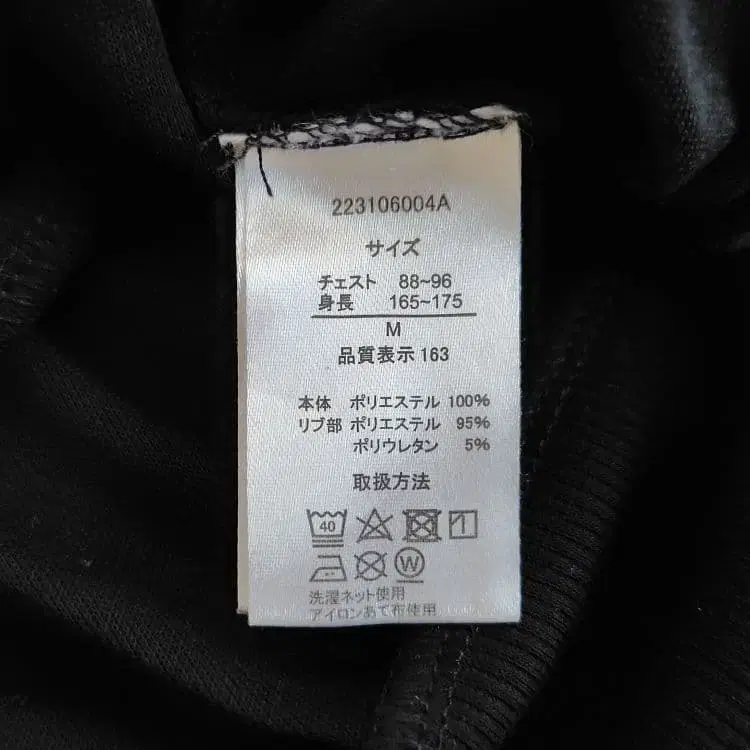 223106004A
サイズ
チェスト 88~96
身長 165~175
M
品質表示 163
本体 ポリエステル 100%
リブ部 ポリエステル 95%
ポリウレタン 5%
取扱方法
40
W
洗濯ネット使用
アイロンあて布使用